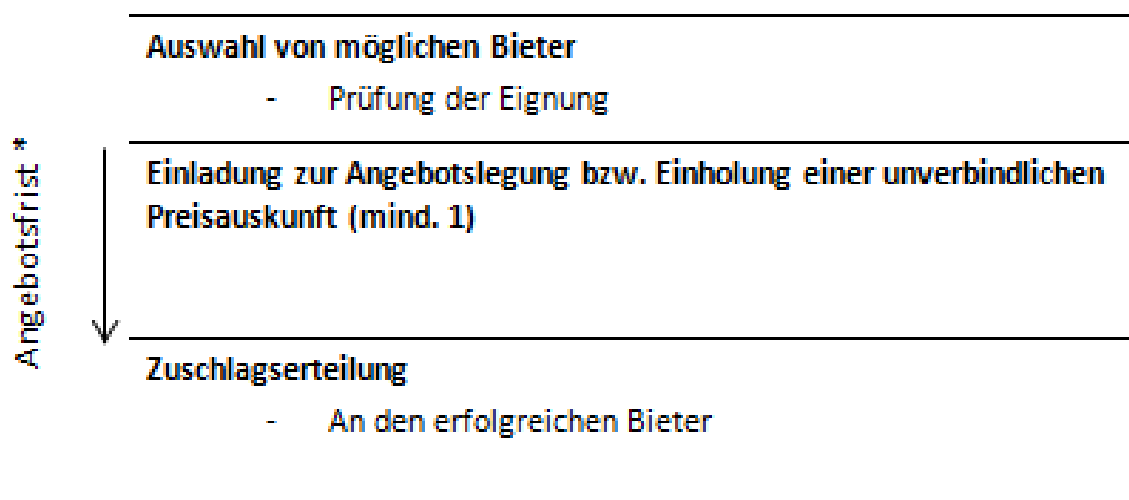 Auswahl von möglichen Bieter
- Prüfung der Eignung
Angebotsfrist *
Einladung zur Angebotslegung bzw. Einholung einer unverbindlichen
Preisauskunft (mind. 1)
Zuschlagserteilung
- An den erfolgreichen Bieter